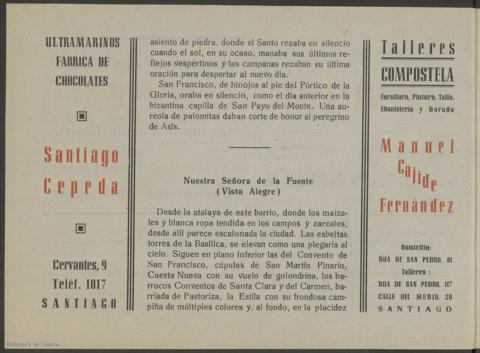 ULTRAMARINOS
FABRICA DE
CHOCOLATES
Santiago
Cepeda
Cervantes, 9
Teléf. 1017
SANTIAGO
asiento de piedra, donde el Santo rezaba en silencio
cuando el sol, en su ocaso, manaba sus últimos re-
flejos vespertinos y las campanas rezaban su última
oración para despertar al nuevo día.
San Francisco, de hinojos al pie del Pórtico de la
Gloria, oraba en silencio, como el día anterior en la
bizantina capilla de San Payo del Monte. Una au-
reola de palomitas daban corte de honor al peregrino
de Asís.
Nuestra Señora de la Fuente
( Vista Alegre )
Desde la atalaya de este barrio, donde los maiza-
les y blanca ropa tendida en los campos y zarzales,
desde allí parece escalonada la ciudad. Las esbeltas
torres de la Basílica, se elevan como una plegaria al
cielo. Siguen en plano inferior las del Convento de
San Francisco, cúpulas de San Martín Pinario,
Cuesta Nueva con su vuelo de golondrina, los ba-
rrocos Conventos de Santa Clara y del Carmen, ba-
rriada de Pastoriza, la Estila con su frondosa cam-
piña de múltiples colores y, al fondo, en la placidez
Talleres
COMPOSTELA
Escultura, Pintura, Talla,
Ebanistería y Dorado
Manuel
Cajide
Fernández
Domicilio:
RUA DE SAN PEDRO, 81
Talleres :
RUA DE SAN PEDRO, 117
CALLE DEL MEDIO, 20
SANTIAGO
Biblioteca de Galicia